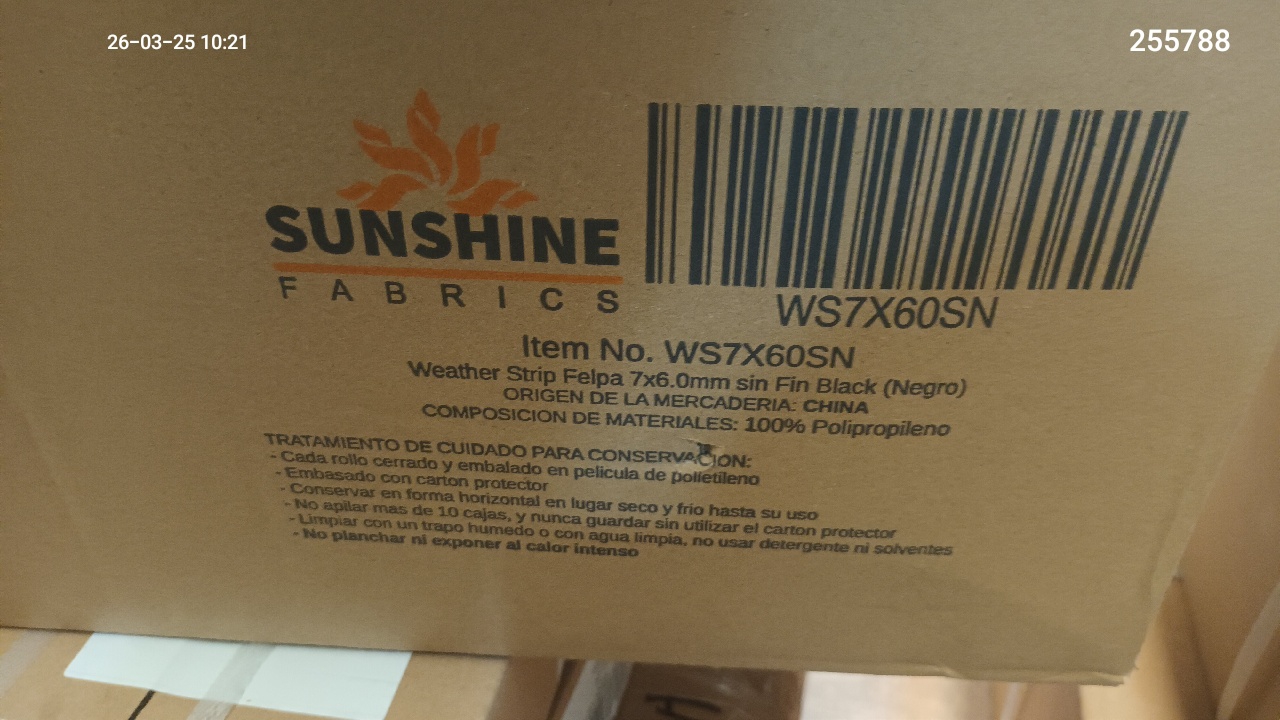 26-03-25 10:21
255788
SUNSHINE
FABRICS
WS7X60SN
Item No. WS7X60SN
Weather Strip Felpa 7x6.0mm sin Fin Black (Negro)
ORIGEN DE LA MERCADERIA: CHINA
COMPOSICION DE MATERIALES: 100% Polipropileno
TRATAMIENTO DE CUIDADO PARA CONSERVACION:
- Cada rollo cerrado y embalado en pelicula de polietileno
- Embasado con carton protector
- Conservar en forma horizontal en lugar seco y frio hasta su uso
- No apilar mas de 10 cajas, y nunca guardar sin utilizar el carton protector
- Limpiar con un trapo humedo o con agua limpia, no usar detergente ni solventes
- No planchar ni exponer al calor intenso